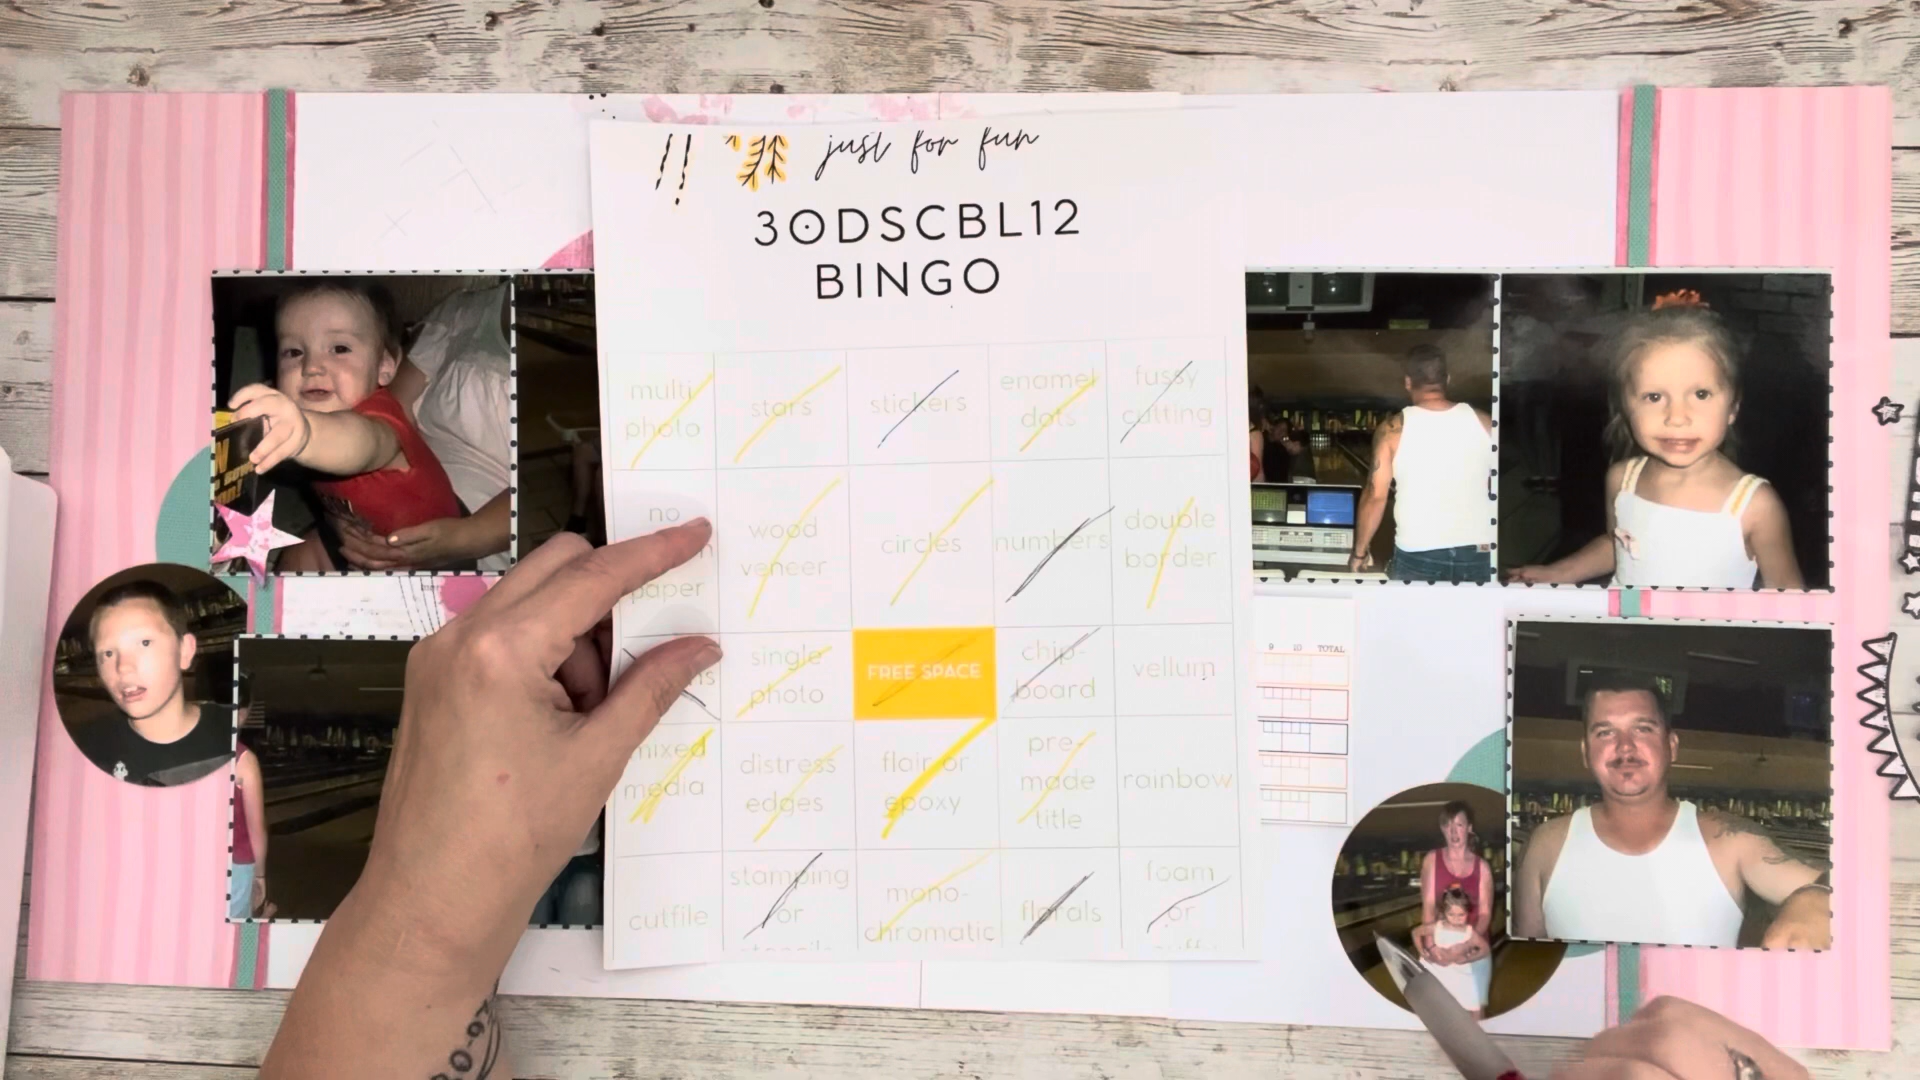 just for fun
30DSCBL12
BINGO
multi photo
stars
stickers
enamel dots
fussy cutting
no
paper
wood veneer
circles
numbers
double border
single photo
FREE SPACE
chip-board
vellum
mixed media
distress edges
flair or epoxy
pre-made title
rainbow
cutfile
stamping or
mono-chromatic
florals
foam or
9 10 TOTAL